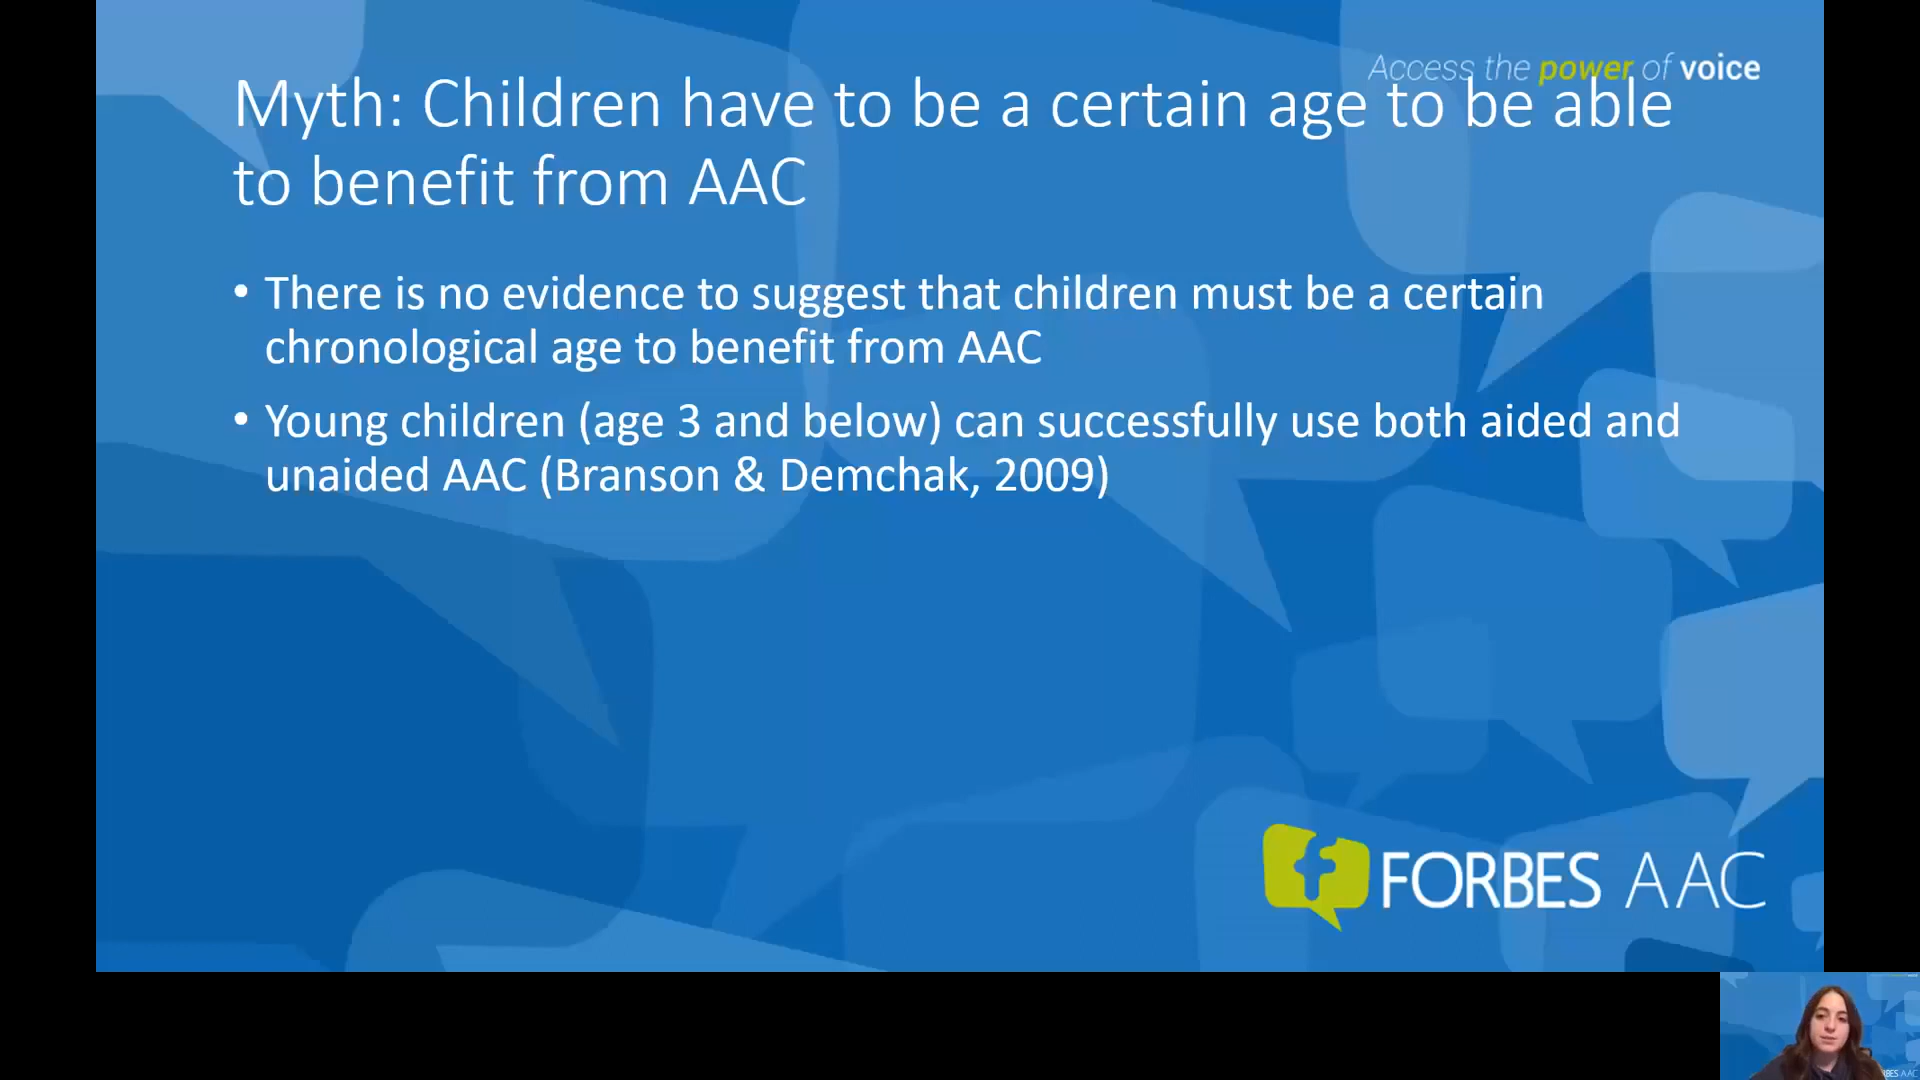 Access the power of voice
Myth: Children have to be a certain age to be able
to benefit from AAC
• There is no evidence to suggest that children must be a certain
chronological age to benefit from AAC
• Young children (age 3 and below) can successfully use both aided and
unaided AAC (Branson & Demchak, 2009)
FORBES AAC